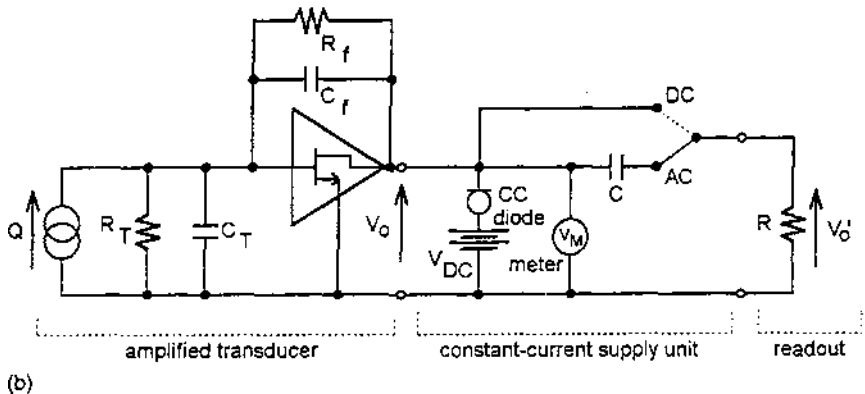 R f
C f
DC
AC
C
CC
diode
Q
R T
C T
V o
V DC
V M
meter
R
V o '
amplified transducer
constant-current supply unit
readout
(b)